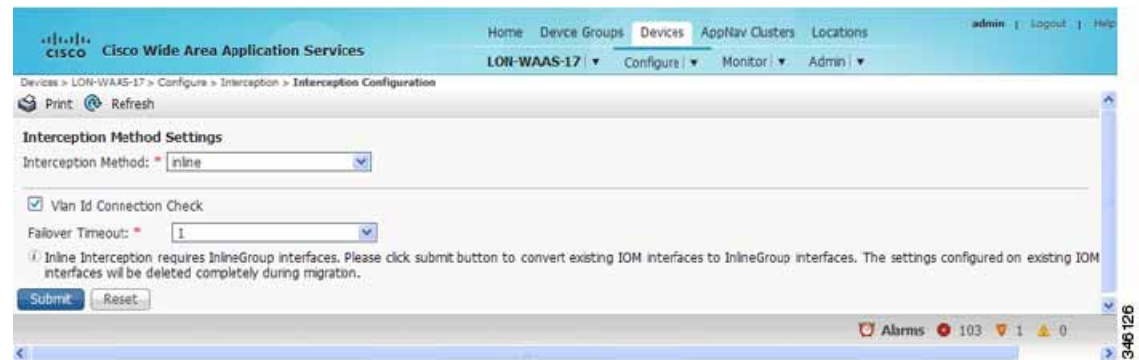 admin | Logout | Help
Home Devce Groups Devices AppNav Clusters Locations
CISCO Cisco Wide Area Application Services
LON-WAAS-17 Configure Monitor Admin
Devices > LON-WAAS-17 > Configure > Interception > Interception Configuration
Print Refresh
Interception Method Settings
Interception Method: * inline
Vlan Id Connection Check
Failover Timeout: * 1
Inline Interception requires InlineGroup interfaces. Please click submit button to convert existing IOM interfaces to InlineGroup interfaces. The settings configured on existing IOM
interfaces will be deleted completely during migration.
Submit Reset
Alarms 103 1 0
346126